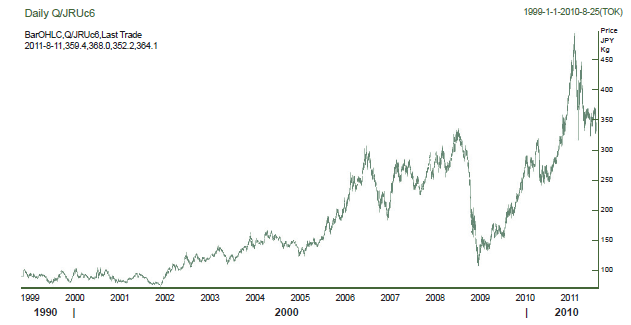 Daily Q/JRUc6
1999-1-1-2010-8-25(TOK)
BarOHLC,Q/JRUc6,Last Trade
2011-8-11,359.4,368.0,352.2,364.1
Price
JPY
Kg
450
400
350
300
250
200
150
100
1999 2000 2001 2002 2003 2004 2005 2006 2007 2008 2009 2010 2011
1990 | 2000 | 2010